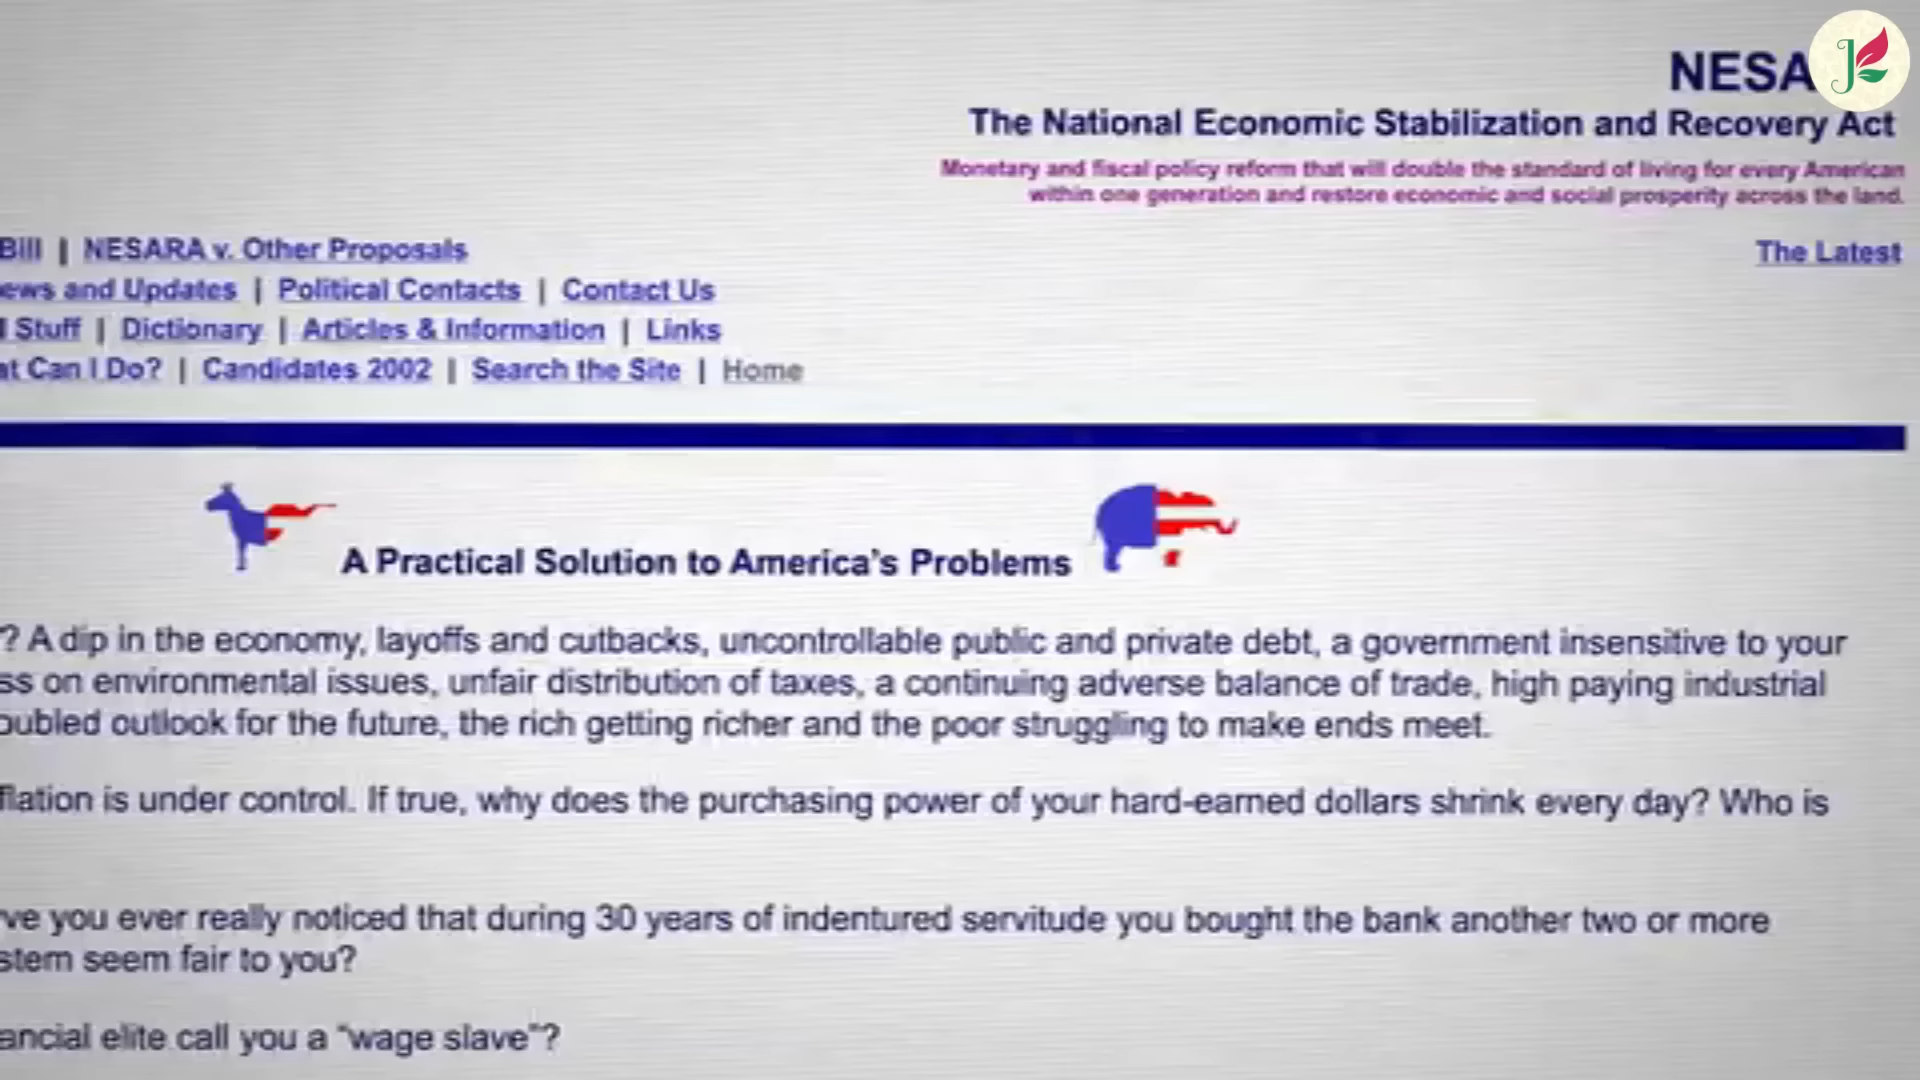 NESA
The National Economic Stabilization and Recovery Act
Monetary and fiscal policy reform that will double the standard of living for every American
within one generation and restore economic and social prosperity across the land.
Bill | NESARA v. Other Proposals
The Latest
ews and Updates | Political Contacts | Contact Us
l Stuff | Dictionary | Articles & Information | Links
at Can I Do? | Candidates 2002 | Search the Site | Home
A Practical Solution to America's Problems
? A dip in the economy, layoffs and cutbacks, uncontrollable public and private debt, a government insensitive to your
ss on environmental issues, unfair distribution of taxes, a continuing adverse balance of trade, high paying industrial
oubled outlook for the future, the rich getting richer and the poor struggling to make ends meet.
flation is under control. If true, why does the purchasing power of your hard-earned dollars shrink every day? Who is
ve you ever really noticed that during 30 years of indentured servitude you bought the bank another two or more
stem seem fair to you?
ancial elite call you a "wage slave"?